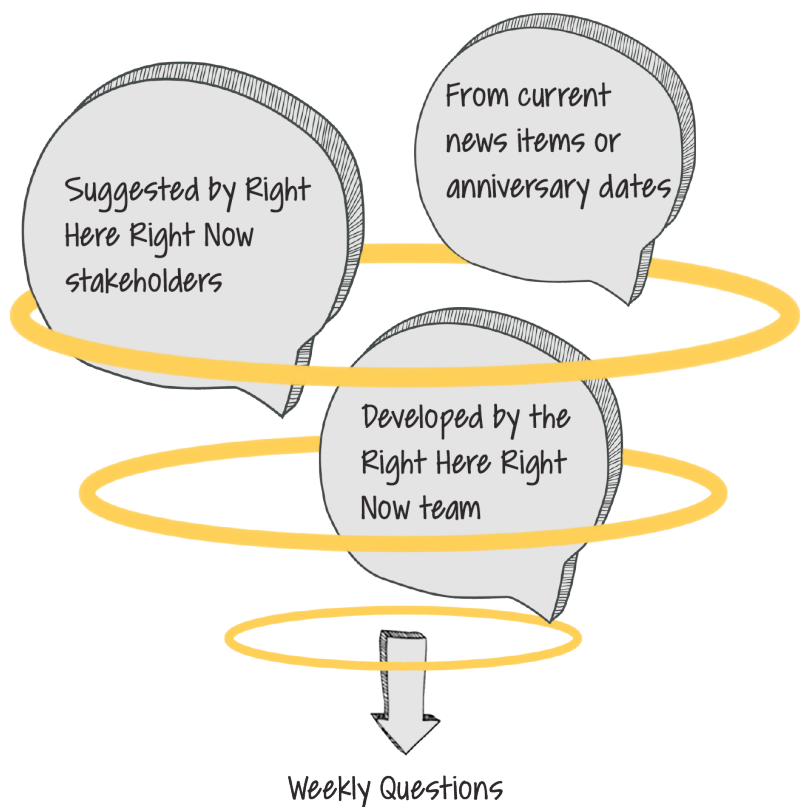 From current
news items or
anniversary dates
Suggested by Right
Here Right Now
stakeholders
Developed by the
Right Here Right
Now team
Weekly Questions